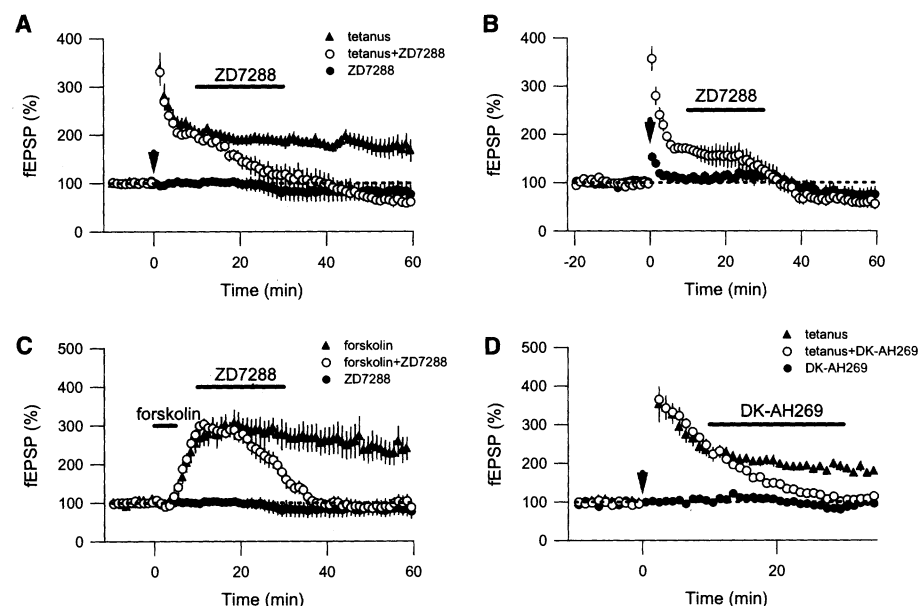 A
400
300
200
100
0
fEPSP (%)
ZD7288
tetanus
tetanus+ZD7288
ZD7288
0
20
40
60
Time (min)
B
400
300
200
100
0
fEPSP (%)
ZD7288
-20
0
20
40
60
Time (min)
C
500
400
300
200
100
0
fEPSP (%)
forskolin
ZD7288
forskolin
forskolin+ZD7288
ZD7288
0
20
40
60
Time (min)
D
500
400
300
200
100
0
fEPSP (%)
DK-AH269
tetanus
tetanus+DK-AH269
DK-AH269
0
20
Time (min)